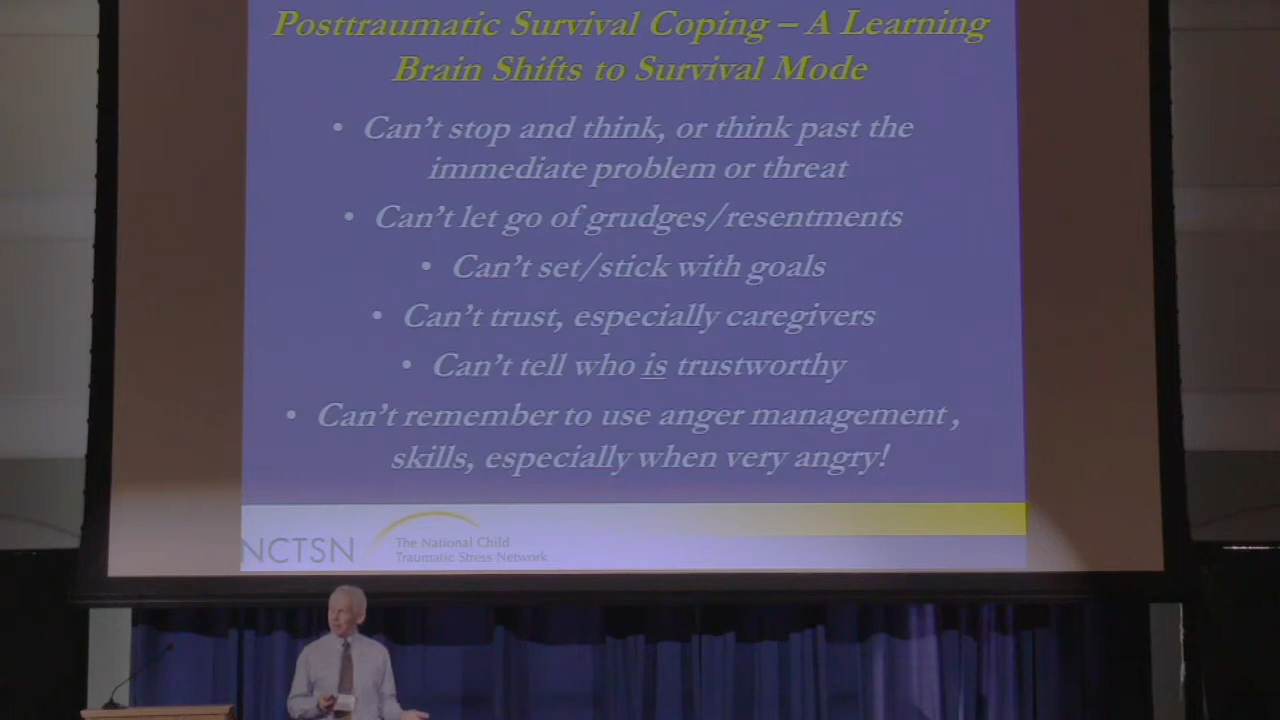 Posttraumatic Survival Coping – A Learning
Brain Shifts to Survival Mode
• Can't stop and think, or think past the
immediate problem or threat
• Can't let go of grudges/resentments
• Can't set/stick with goals
• Can't trust, especially caregivers
• Can't tell who is trustworthy
• Can't remember to use anger management ,
skills, especially when very angry!
NCTSN
The National Child
Traumatic Stress Network